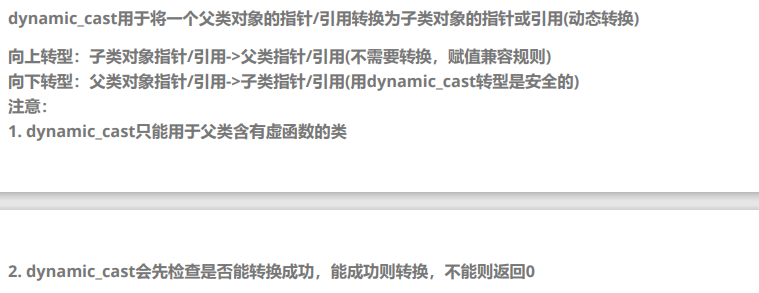 dynamic_cast用于将一个父类对象的指针/引用转换为子类对象的指针或引用(动态转换)
向上转型：子类对象指针/引用->父类指针/引用(不需要转换，赋值兼容规则)
向下转型：父类对象指针/引用->子类指针/引用(用dynamic_cast转型是安全的)
注意：
1. dynamic_cast只能用于父类含有虚函数的类
2. dynamic_cast会先检查是否能转换成功，能成功则转换，不能则返回0